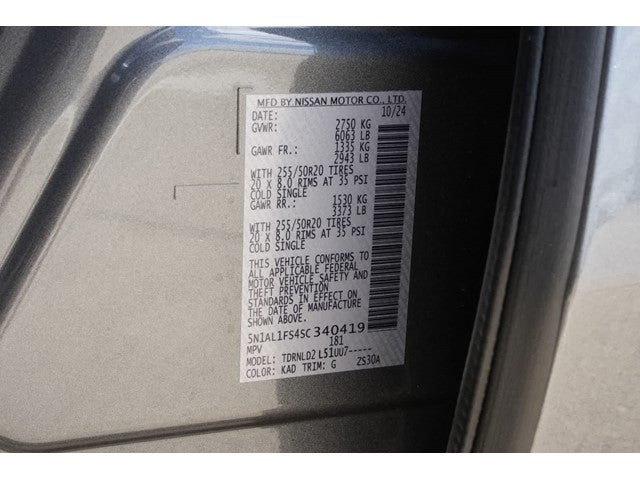 MFD BY NISSAN MOTOR CO., LTD.
DATE: 10/24
GVWR: 2750 KG
6063 LB
GAWR FR.: 1335 KG
2943 LB
WITH 255/50R20 TIRES
20 X 8.0 RIMS AT 35 PSI
COLD SINGLE
GAWR RR.: 1530 KG
3373 LB
WITH 255/50R20 TIRES
20 X 8.0 RIMS AT 35 PSI
COLD SINGLE
THIS VEHICLE CONFORMS TO
ALL APPLICABLE FEDERAL
MOTOR VEHICLE SAFETY AND
THEFT PREVENTION
STANDARDS IN EFFECT ON
THE DATE OF MANUFACTURE
SHOWN ABOVE.
5N1AL1FS4SC340419
MPV 181
MODEL: TDRNLD2 L51UU7-----
COLOR: KAD TRIM: G ZS30A